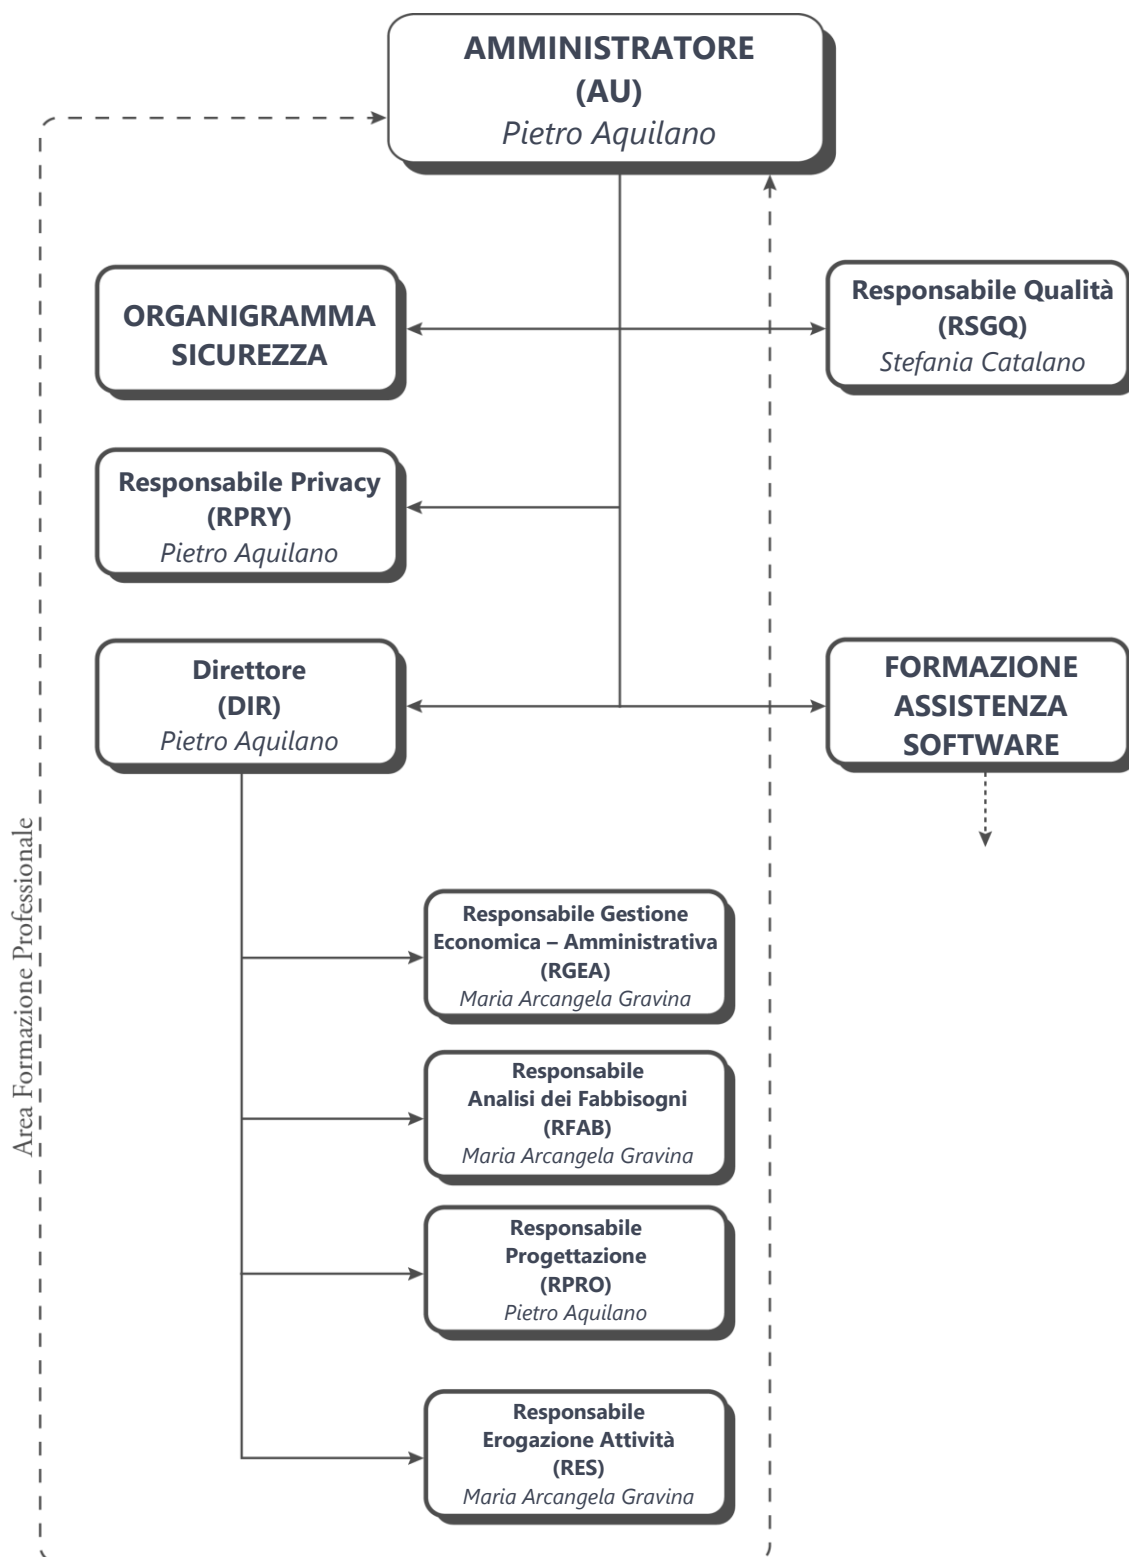 AMMINISTRATORE
(AU)
Pietro Aquilano
ORGANIGRAMMA
SICUREZZA
Responsabile Qualità
(RSGQ)
Stefania Catalano
Responsabile Privacy
(RPRY)
Pietro Aquilano
Direttore
(DIR)
Pietro Aquilano
FORMAZIONE
ASSISTENZA
SOFTWARE
Area Formazione Professionale
Responsabile Gestione
Economica – Amministrativa
(RGEA)
Maria Arcangela Gravina
Responsabile
Analisi dei Fabbisogni
(RFAB)
Maria Arcangela Gravina
Responsabile
Progettazione
(RPRO)
Pietro Aquilano
Responsabile
Erogazione Attività
(RES)
Maria Arcangela Gravina